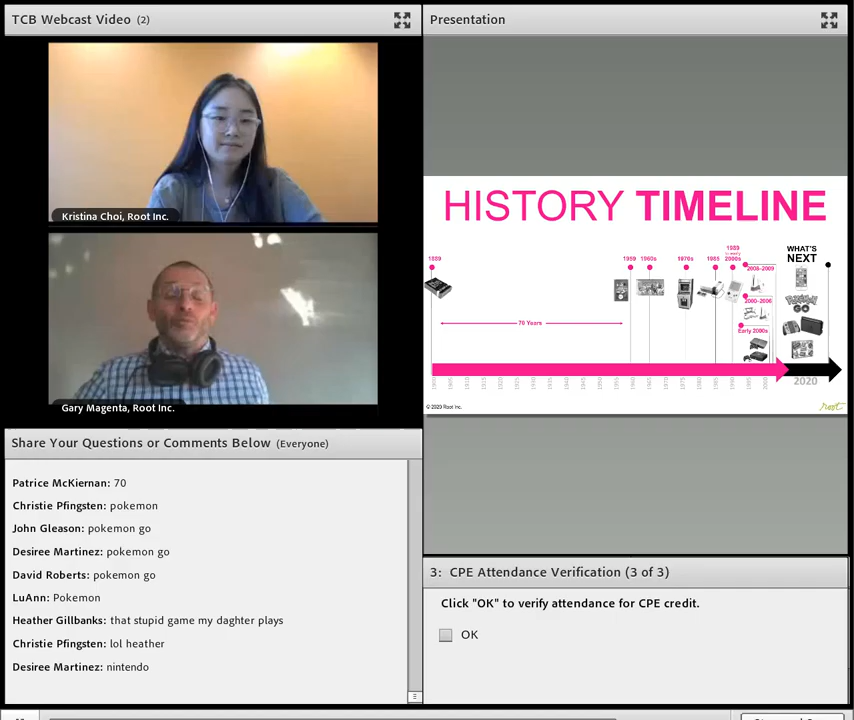 TCB Webcast Video (2)
Kristina Choi, Root Inc.
Gary Magenta, Root Inc.
Share Your Questions or Comments Below (Everyone)
Patrice McKiernan: 70
Christie Pfingsten: pokemon
John Gleason: pokemon go
Desiree Martinez: pokemon go
David Roberts: pokemon go
LuAnn: Pokemon
Heather Gillbanks: that stupid game my daghter plays
Christie Pfingsten: lol heather
Desiree Martinez: nintendo
Presentation
HISTORY TIMELINE
1889
1959
1960s
1970s
1985
1989
2000s
2008-2009
2000-2006
Early 2000s
WHAT'S
NEXT
POKEMON
GO
70 Years
2020
© 2020 Root Inc.
root
3: CPE Attendance Verification (3 of 3)
Click "OK" to verify attendance for CPE credit.
OK